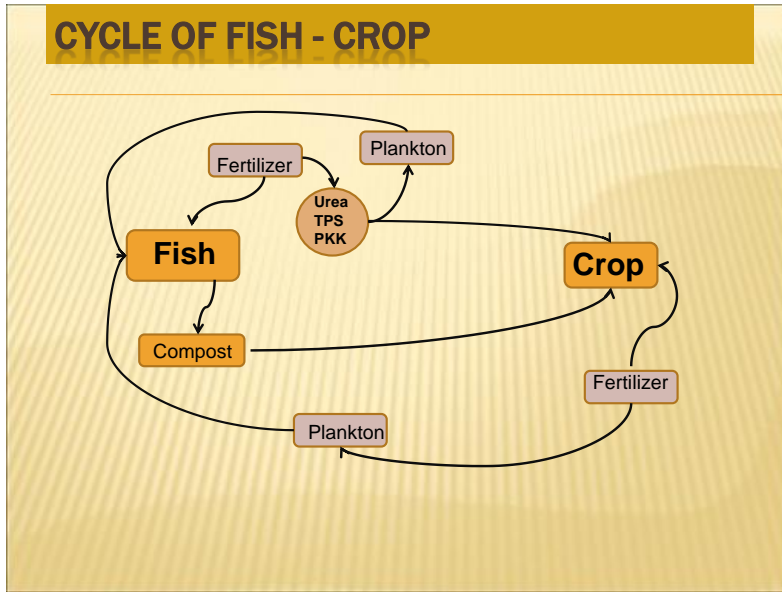 CYCLE OF FISH - CROP
Plankton
Fertilizer
Urea
TPS
PKK
Fish
Crop
Compost
Fertilizer
Plankton